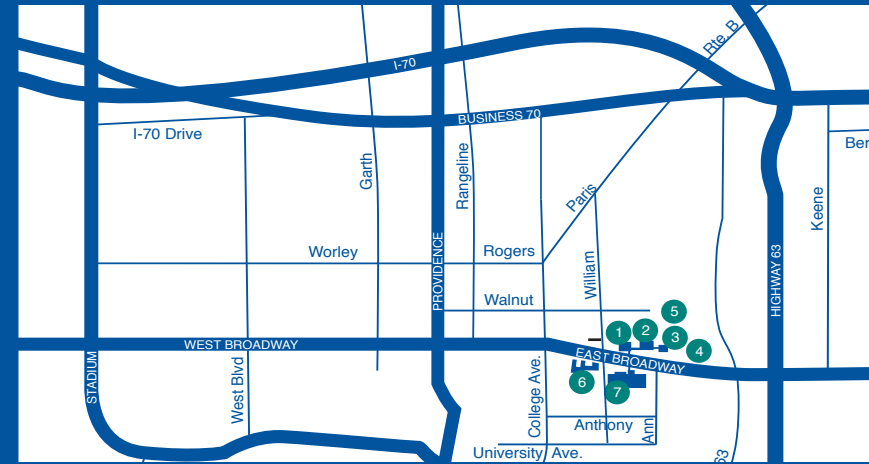 Rte. B
I-70
BUSINESS 70
I-70 Drive
Ber
Garth
Rangeline
Paris
Keene
Worley
PROVIDENCE
Rogers
William
HIGHWAY 63
Walnut
5
1
2
3
4
WEST BROADWAY
EAST BROADWAY
STADIUM
West Blvd
College Ave.
6
7
Anthony
Ann
University Ave.
63